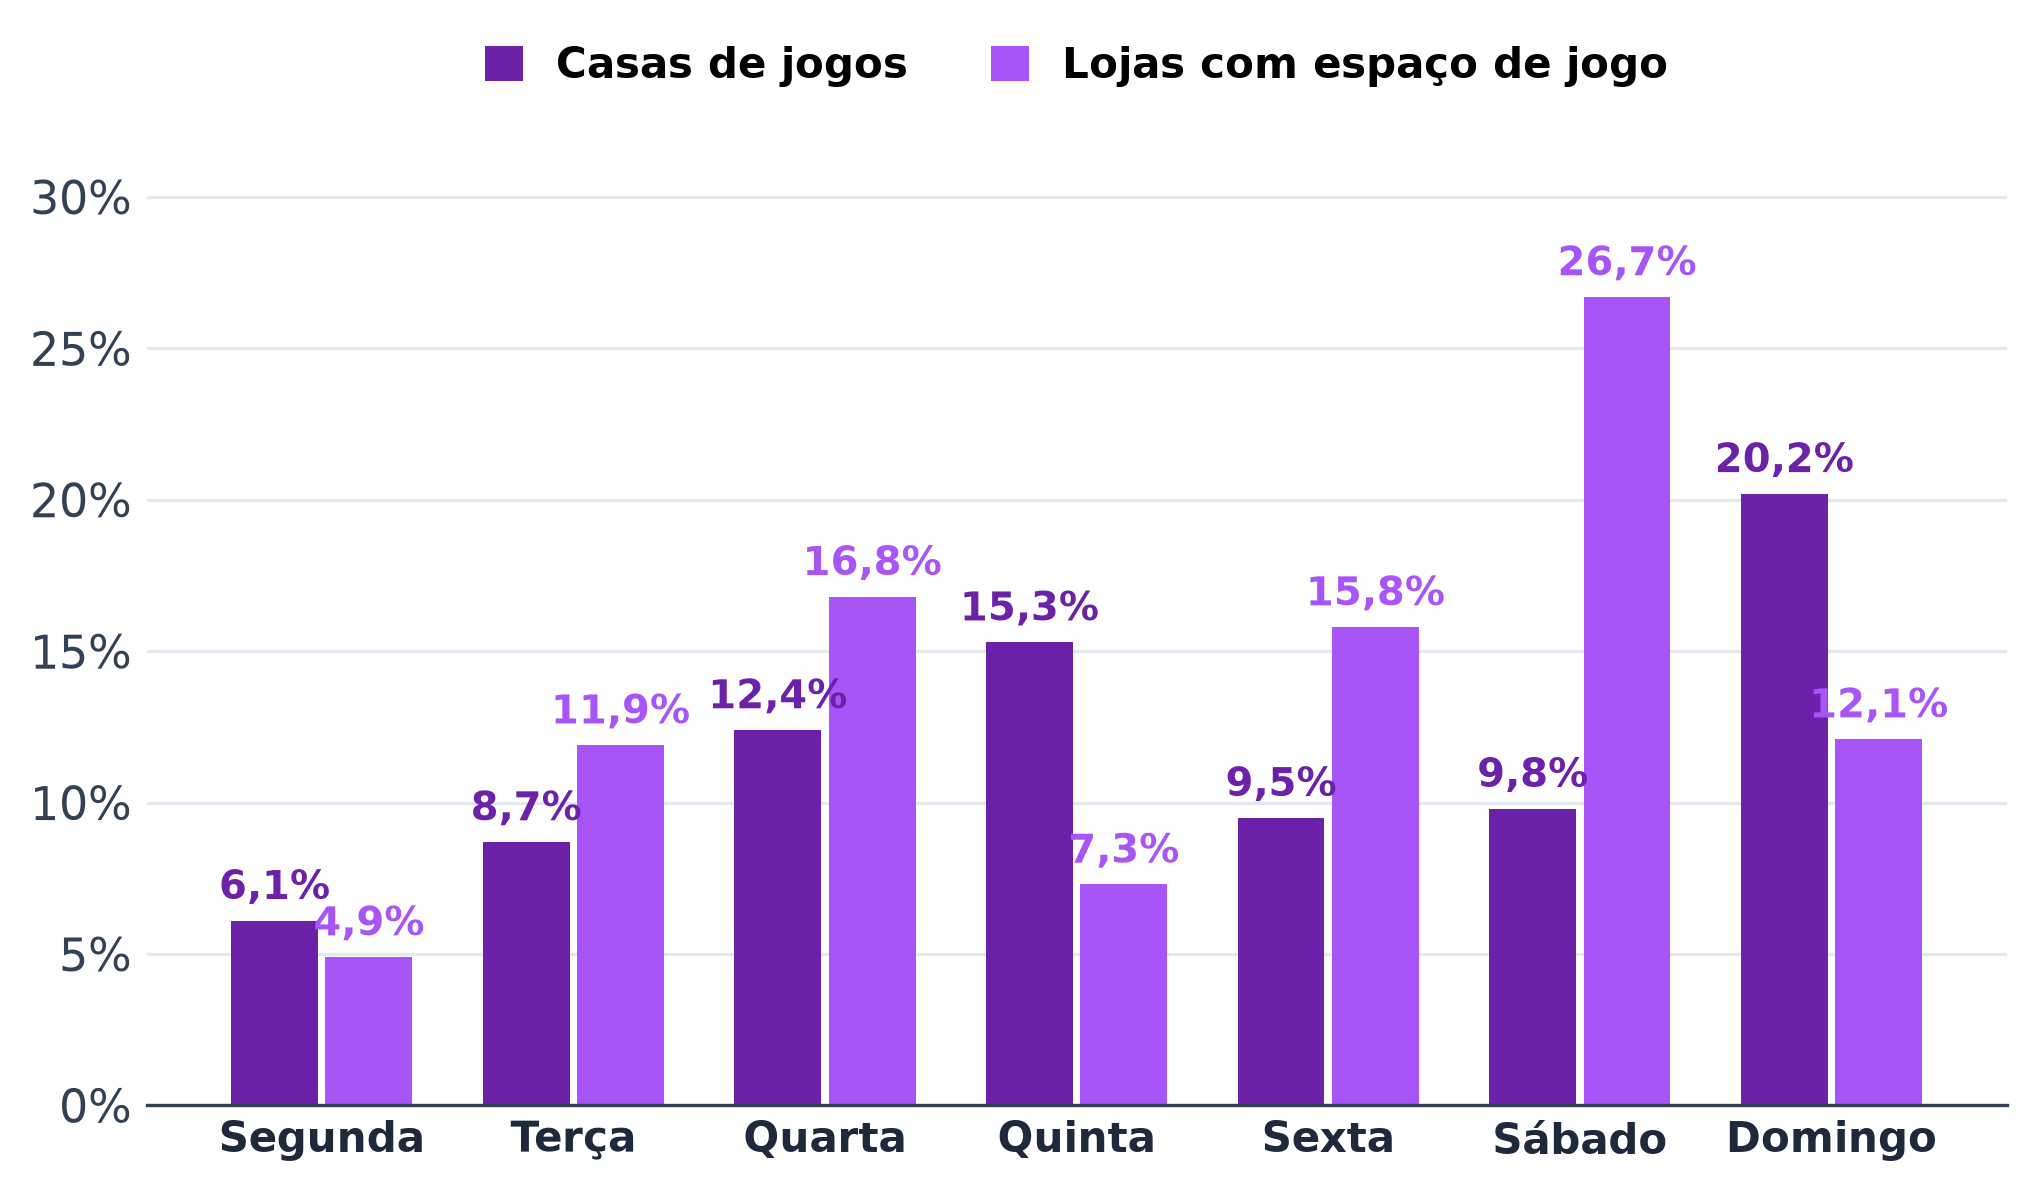 Casas de jogos
Lojas com espaço de jogo
30%
25%
20%
15%
10%
5%
0%
6,1%
4,9%
8,7%
11,9%
12,4%
16,8%
15,3%
7,3%
9,5%
15,8%
9,8%
26,7%
20,2%
12,1%
Segunda
Terça
Quarta
Quinta
Sexta
Sábado
Domingo